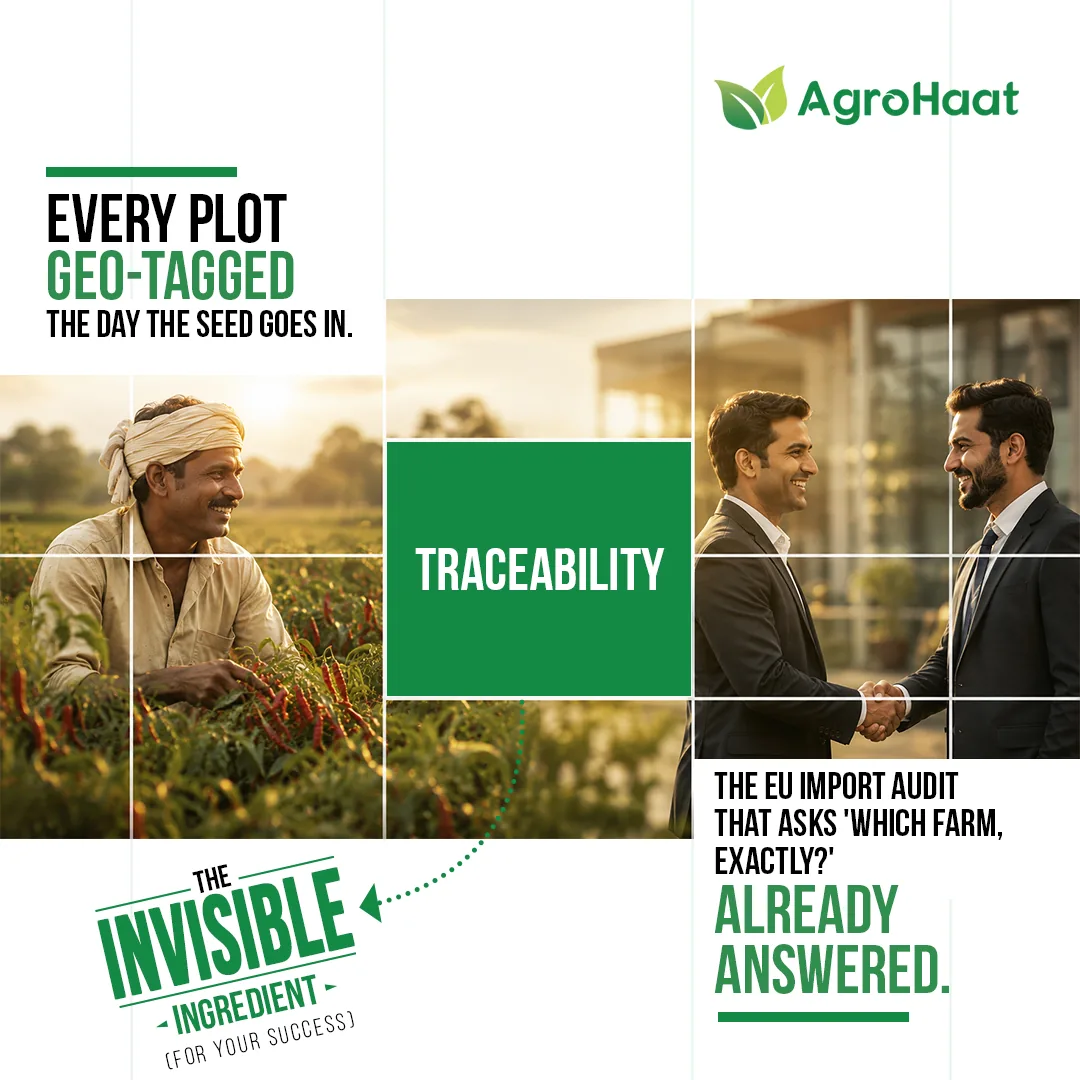 AgroHaat
EVERY PLOT
GEO-TAGGED
THE DAY THE SEED GOES IN.
TRACEABILITY
THE EU IMPORT AUDIT
THAT ASKS 'WHICH FARM,
EXACTLY?'
ALREADY
ANSWERED.
THE
INVISIBLE
INGREDIENT
(FOR YOUR SUCCESS)